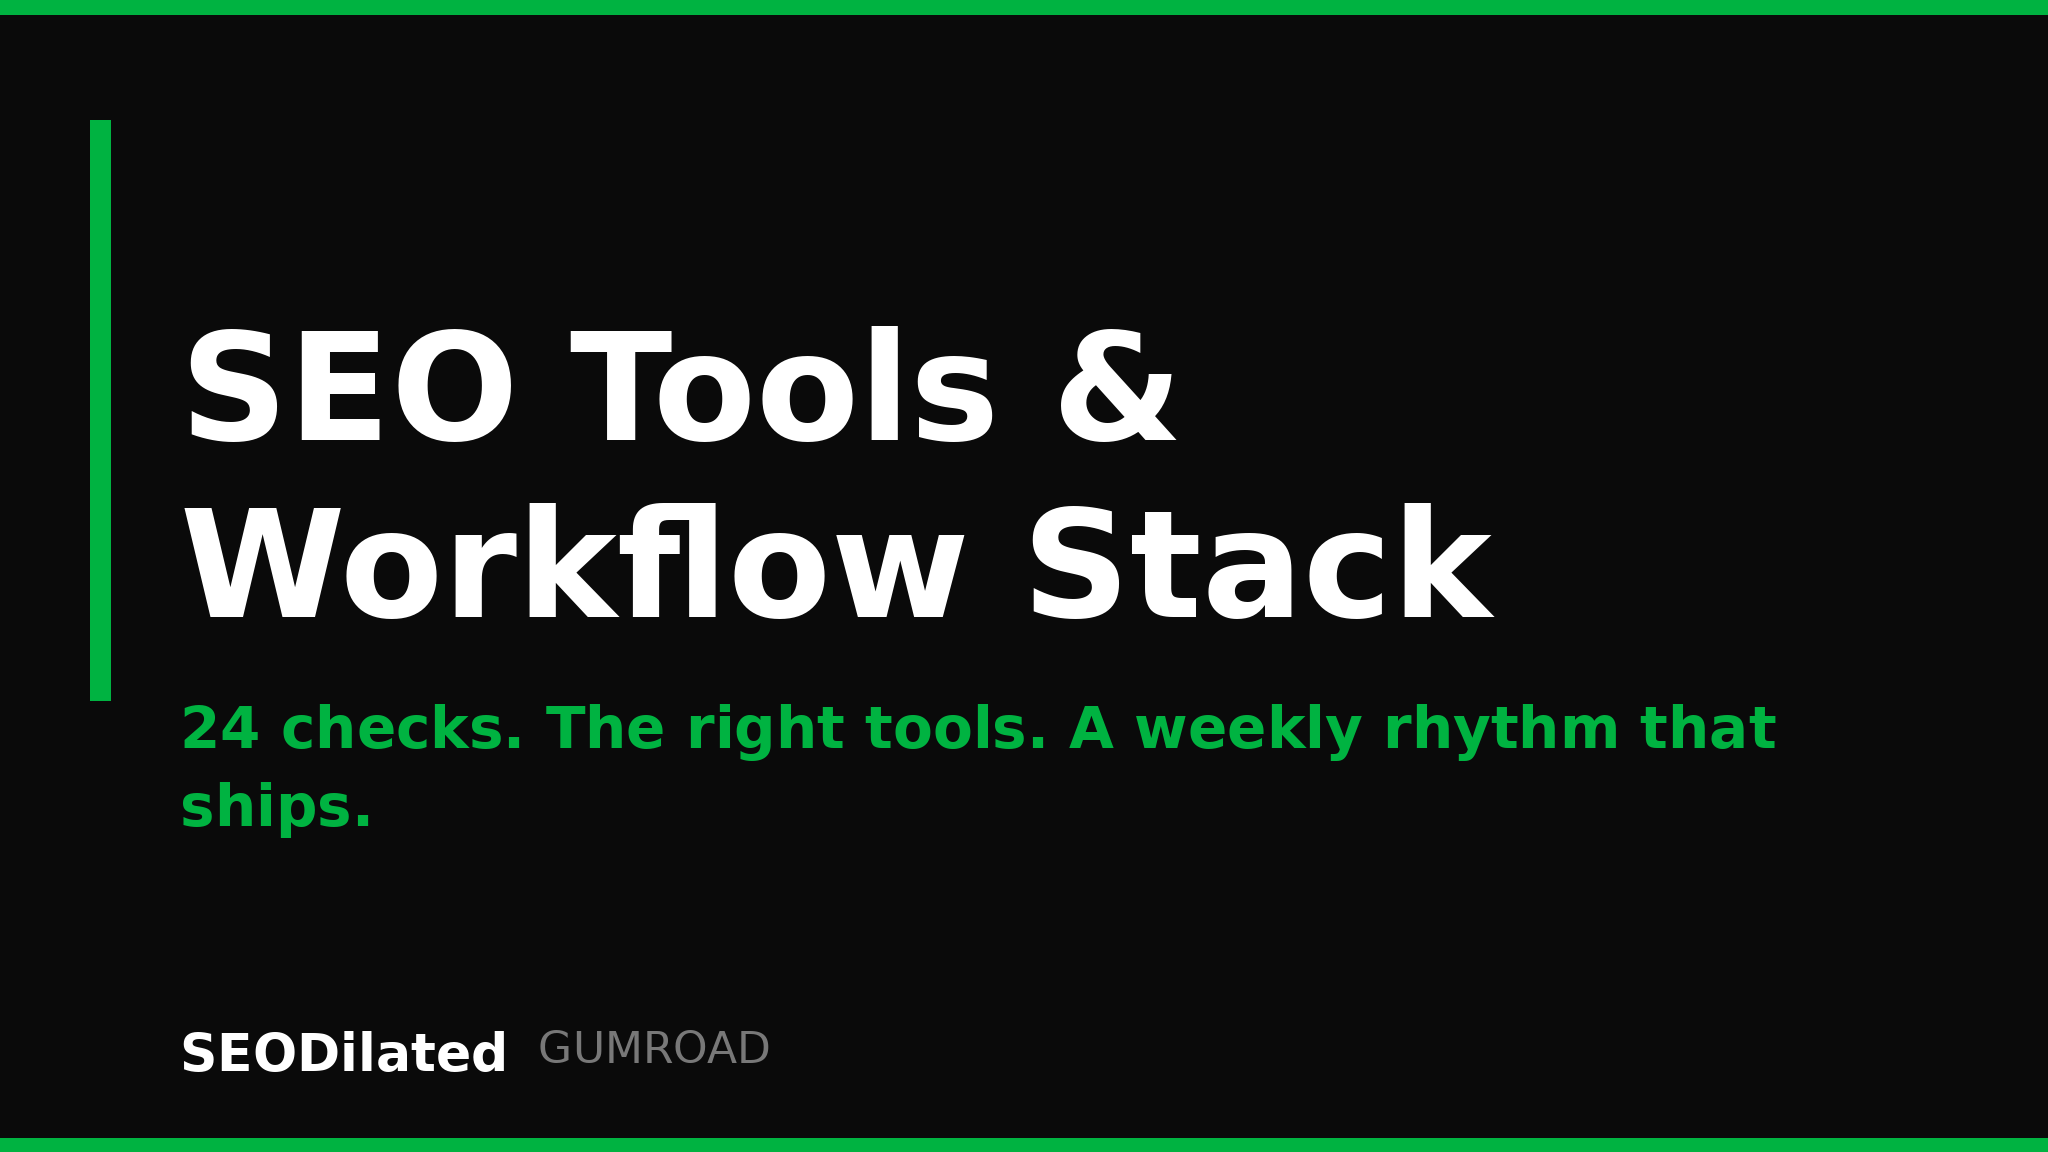 SEO Tools &
Workflow Stack
24 checks. The right tools. A weekly rhythm that
ships.
SEODilated GUMROAD